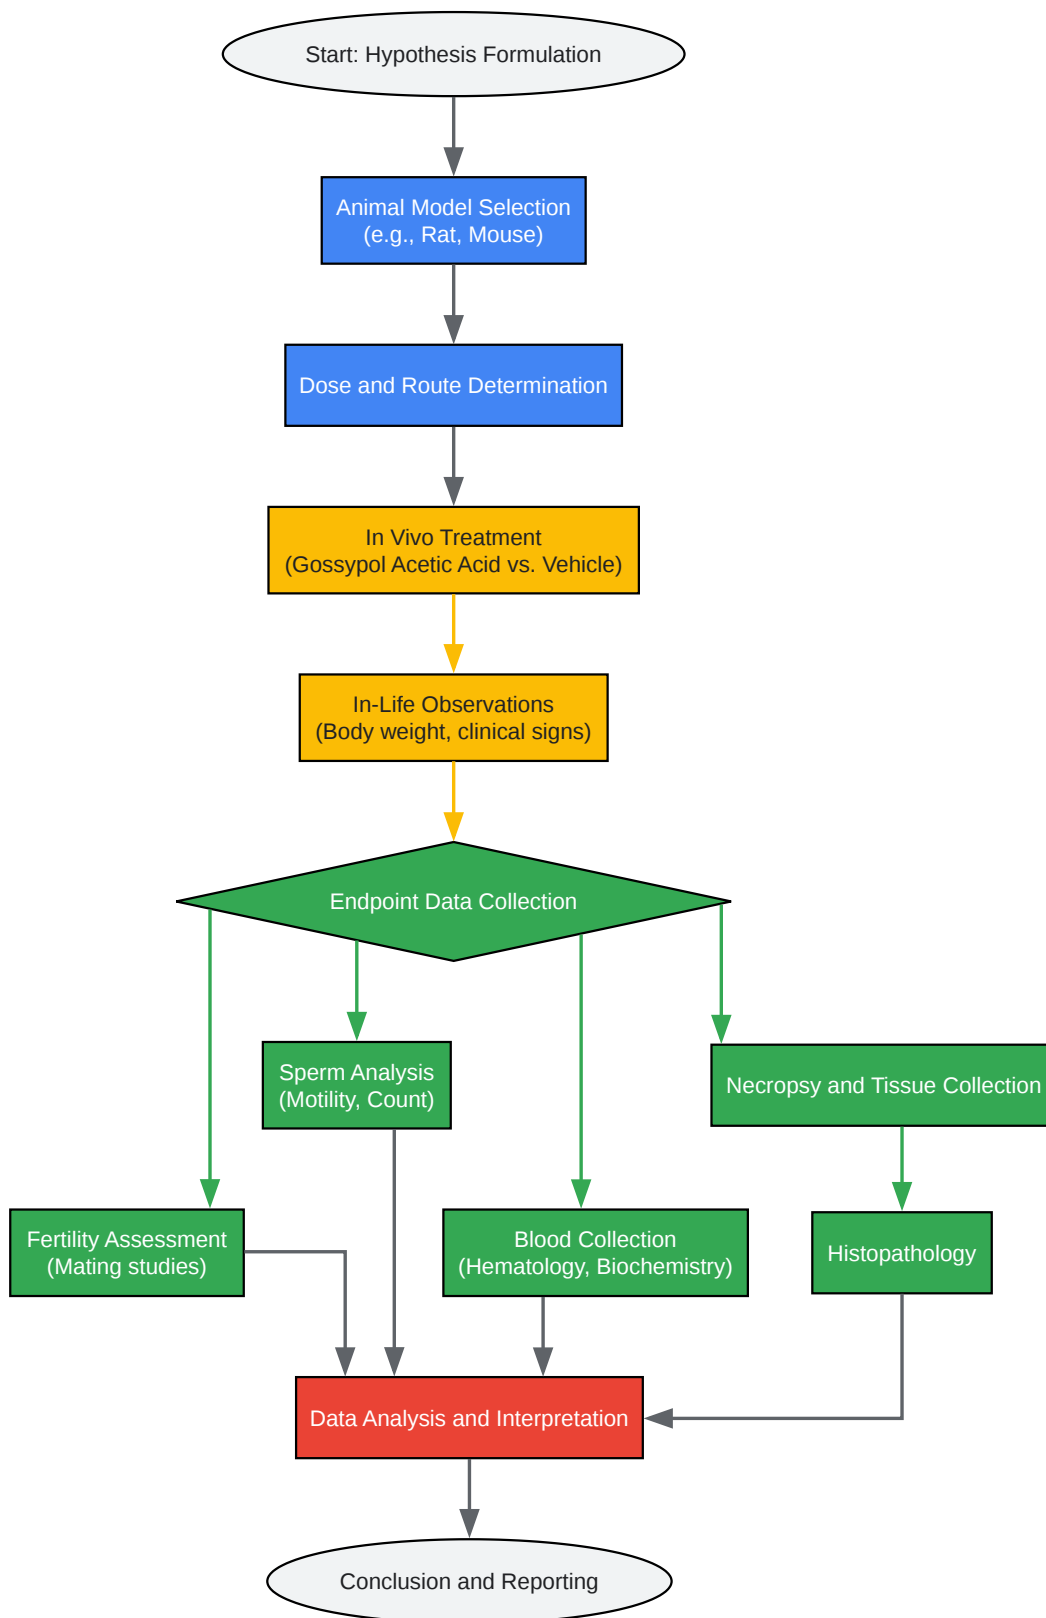 Start: Hypothesis Formulation
Animal Model Selection
(e.g., Rat, Mouse)
Dose and Route Determination
In Vivo Treatment
(Gossypol Acetic Acid vs. Vehicle)
In-Life Observations
(Body weight, clinical signs)
Endpoint Data Collection
Sperm Analysis
(Motility, Count)
Necropsy and Tissue Collection
Fertility Assessment
(Mating studies)
Blood Collection
(Hematology, Biochemistry)
Histopathology
Data Analysis and Interpretation
Conclusion and Reporting